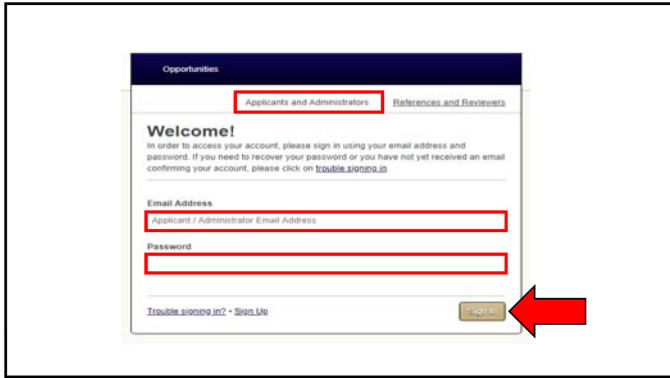 Opportunities
Applicants and Administrators References and Reviewers
Welcome!
In order to access your account, please sign in using your email address and
password. If you need to recover your password or you have not yet received an email
confirming your account, please click on trouble signing in.
Email Address
Applicant / Administrator Email Address
Password
Trouble signing in? • Sign Up Sign In